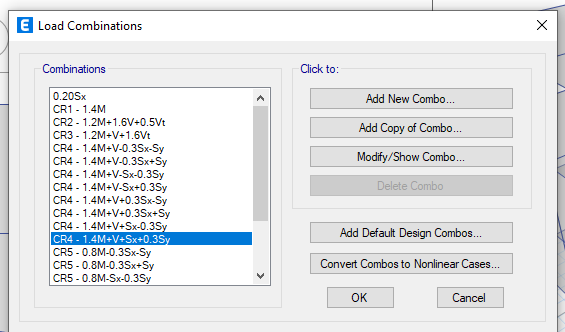 E Load Combinations
Combinations
0.20Sx
CR1 - 1.4M
CR2 - 1.2M+1.6V+0.5Vt
CR3 - 1.2M+V+1.6Vt
CR4 - 1.4M+V-0.3Sx-Sy
CR4 - 1.4M+V-0.3Sx+Sy
CR4 - 1.4M+V-Sx-0.3Sy
CR4 - 1.4M+V-Sx+0.3Sy
CR4 - 1.4M+V+0.3Sx-Sy
CR4 - 1.4M+V+0.3Sx+Sy
CR4 - 1.4M+V+Sx-0.3Sy
CR4 - 1.4M+V+Sx+0.3Sy
CR5 - 0.8M-0.3Sx-Sy
CR5 - 0.8M-0.3Sx+Sy
CR5 - 0.8M-Sx-0.3Sy
Click to:
Add New Combo...
Add Copy of Combo...
Modify/Show Combo...
Delete Combo
Add Default Design Combos...
Convert Combos to Nonlinear Cases...
OK
Cancel